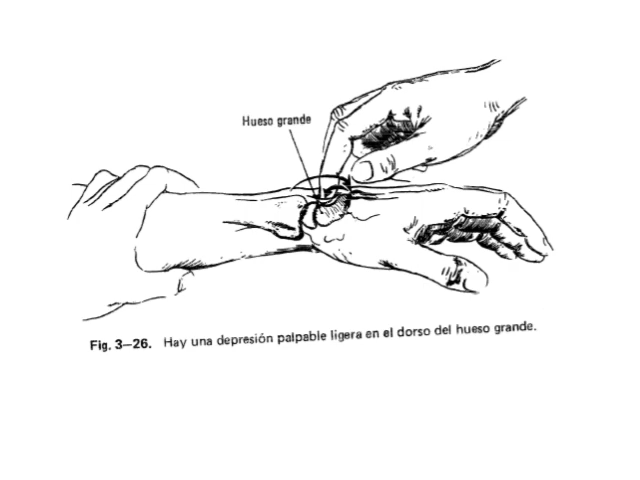 Hueso grande
Fig. 3–26. Hay una depresión palpable ligera en el dorso del hueso grande.